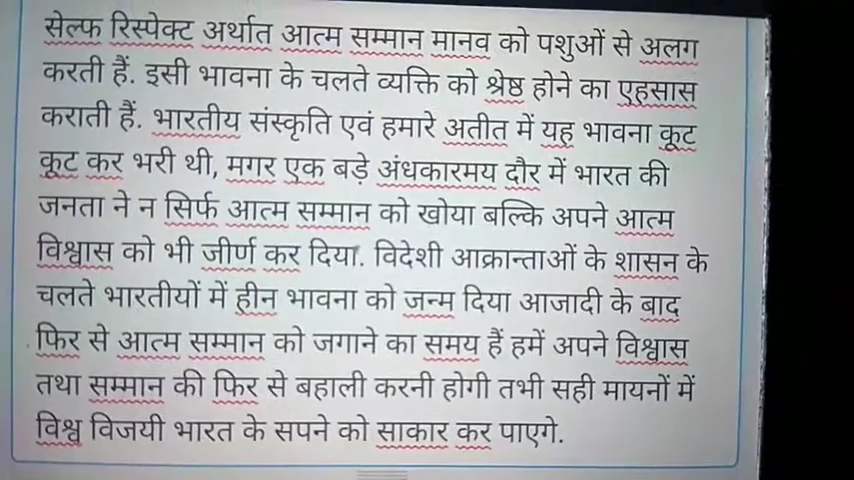 सेल्फ रिस्पेक्ट अर्थात आत्म सम्मान मानव को पशुओं से अलग
करती हैं. इसी भावना के चलते व्यक्ति को श्रेष्ठ होने का एहसास
कराती हैं. भारतीय संस्कृति एवं हमारे अतीत में यह भावना कूट
कूट कर भरी थी, मगर एक बड़े अंधकारमय दौर में भारत की
जनता ने न सिर्फ आत्म सम्मान को खोया बल्कि अपने आत्म
विश्वास को भी जीर्ण कर दिया. विदेशी आक्रान्ताओं के शासन के
चलते भारतीयों में हीन भावना को जन्म दिया आजादी के बाद
फिर से आत्म सम्मान को जगाने का समय हैं हमें अपने विश्वास
तथा सम्मान की फिर से बहाली करनी होगी तभी सही मायनों में
विश्व विजयी भारत के सपने को साकार कर पाएगे.